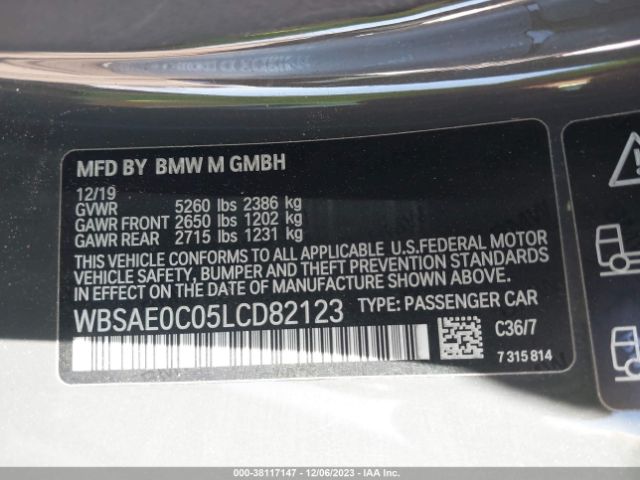 MFD BY BMW M GMBH
12/19
GVWR 5260 lbs 2386 kg
GAWR FRONT 2650 lbs 1202 kg
GAWR REAR 2715 lbs 1231 kg
THIS VEHICLE CONFORMS TO ALL APPLICABLE U.S.FEDERAL MOTOR
VEHICLE SAFETY, BUMPER AND THEFT PREVENTION STANDARDS
IN EFFECT ON THE DATE OF MANUFACTURE SHOWN ABOVE.
WBSAE0C05LCD82123 TYPE: PASSENGER CAR
C36/7
7 315 814
000-38117147 - 12/06/2023 - IAA Inc.